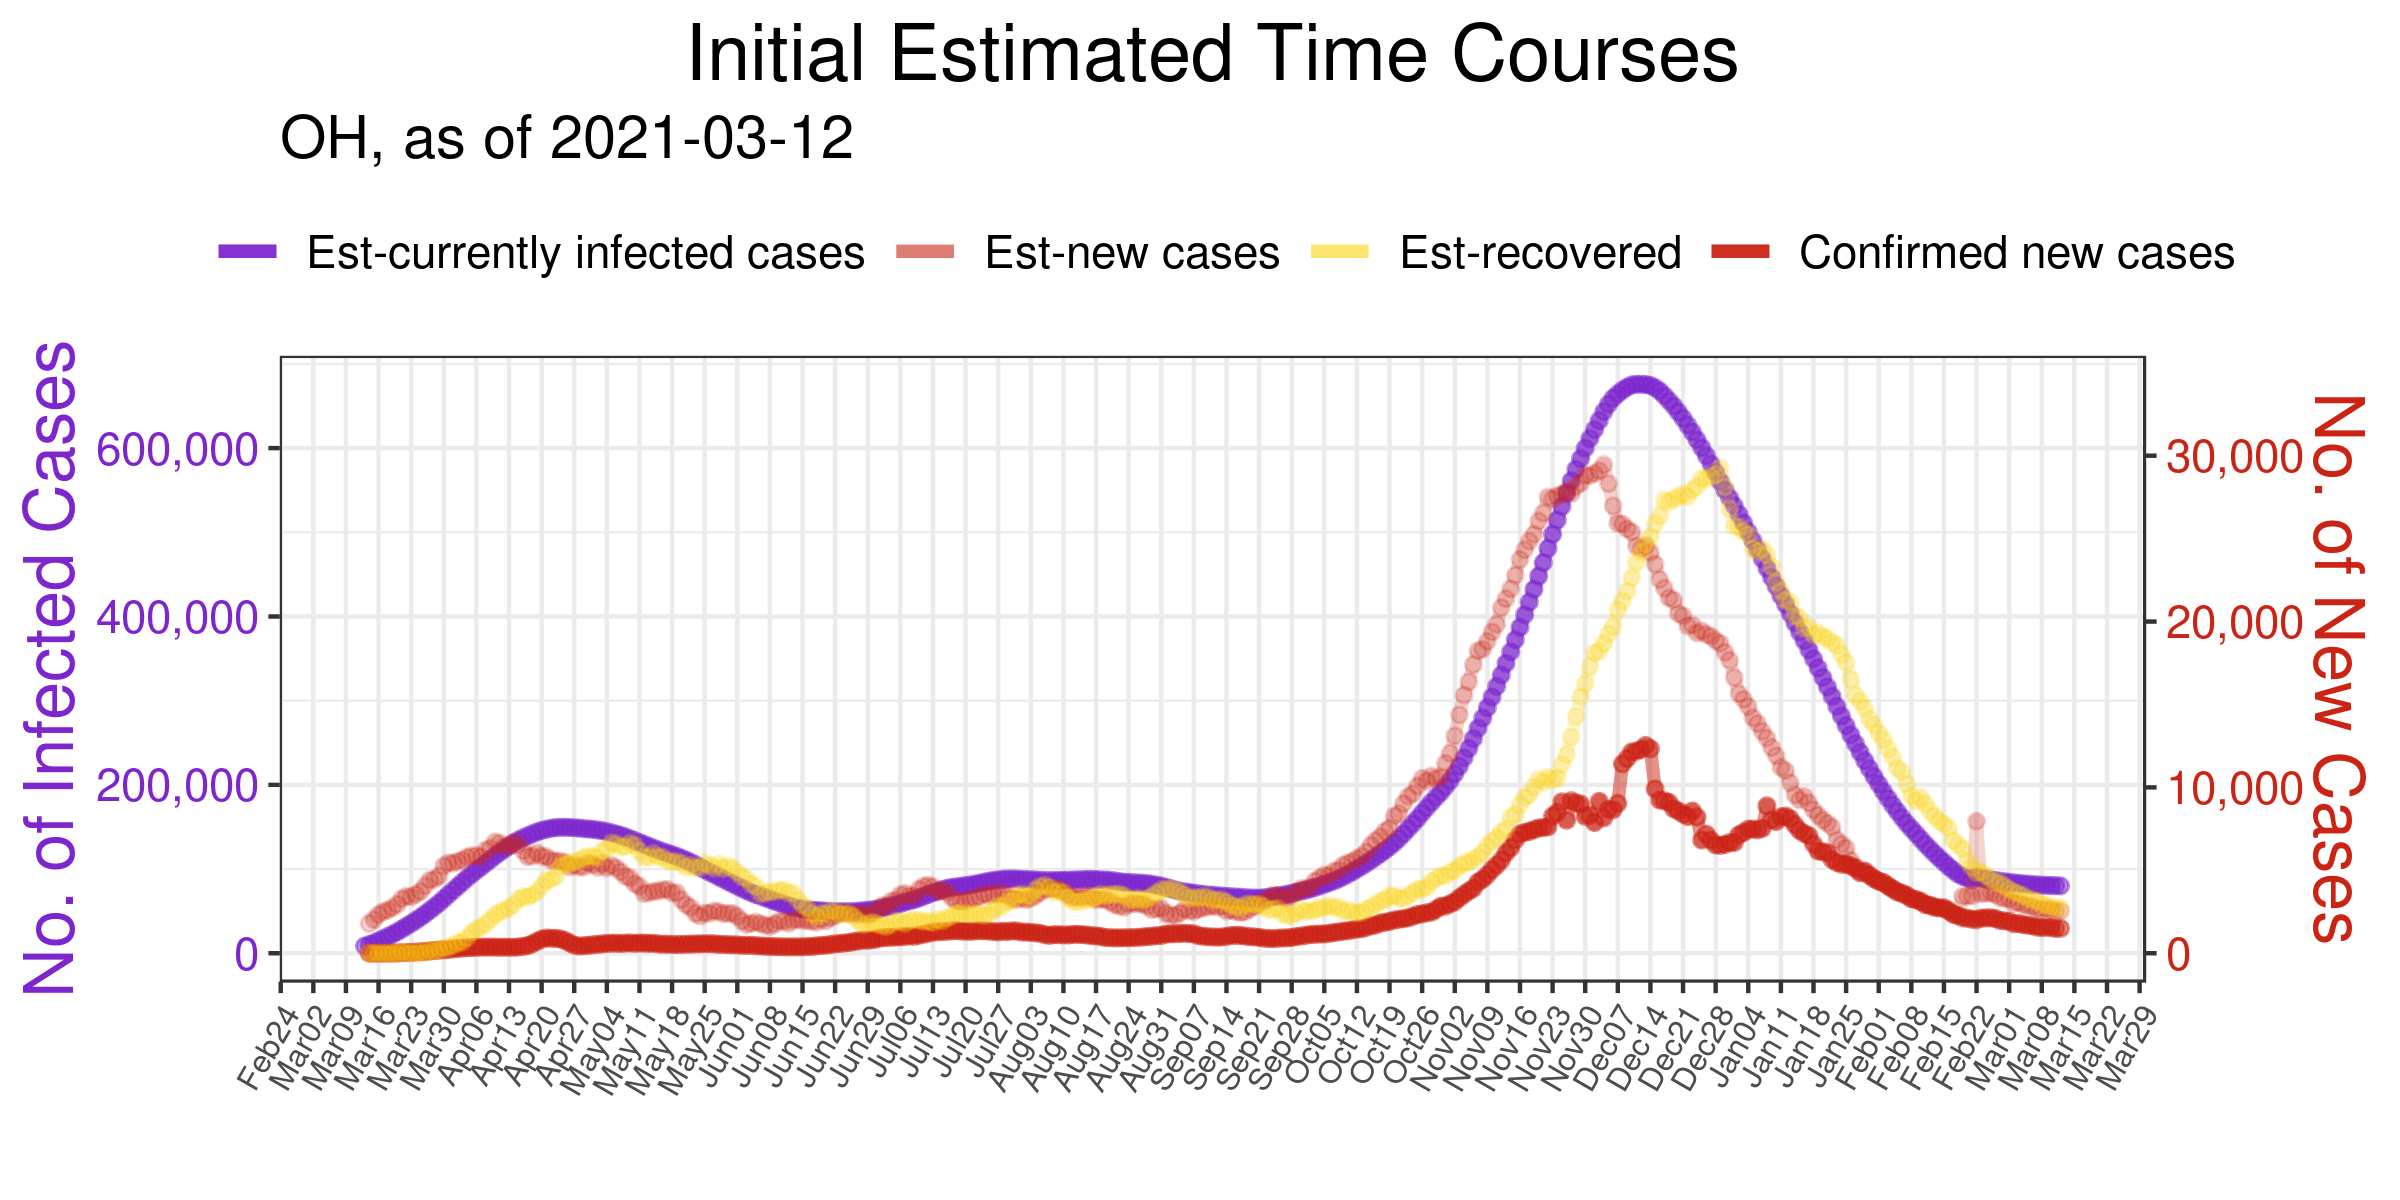 Initial Estimated Time Courses
OH, as of 2021-03-12
Est-currently infected cases Est-new cases Est-recovered Confirmed new cases
No. of Infected Cases
600,000
400,000
200,000
0
30,000
20,000
10,000
0
No. of New Cases
Feb24 Mar02 Mar09 Mar16 Mar23 Mar30 Apr06 Apr13 Apr20 Apr27 May04 May11 May18 May25 Jun01 Jun08 Jun15 Jun22 Jun29 Jul06 Jul13 Jul20 Jul27 Aug03 Aug10 Aug17 Aug24 Aug31 Sep07 Sep14 Sep21 Sep28 Oct05 Oct12 Oct19 Oct26 Nov02 Nov09 Nov16 Nov23 Nov30 Dec07 Dec14 Dec21 Dec28 Jan04 Jan11 Jan18 Jan25 Feb01 Feb08 Feb15 Feb22 Mar01 Mar08 Mar15 Mar22 Mar29